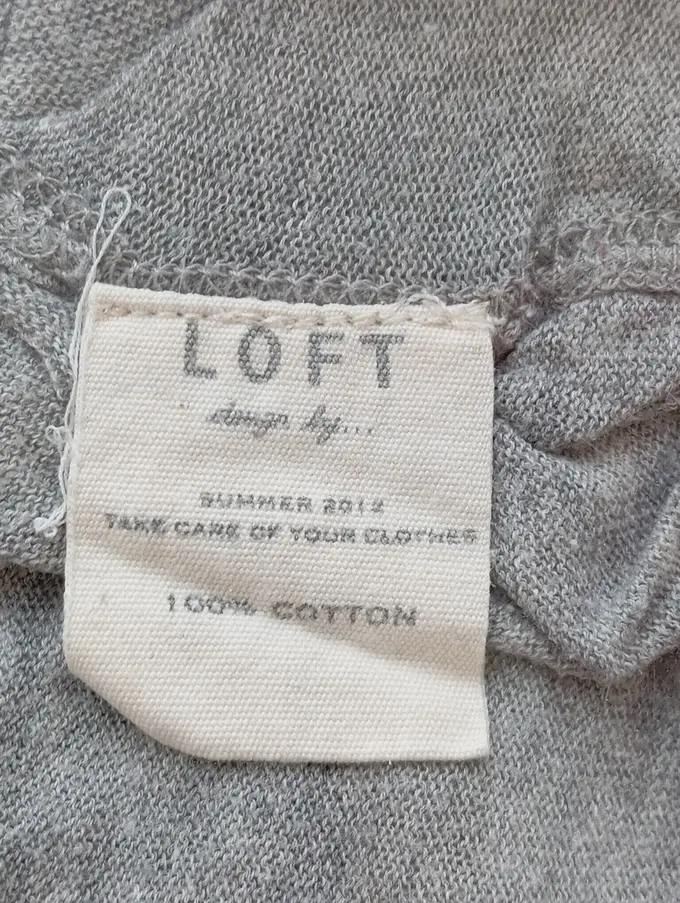 LOFT
design by...
SUMMER 2012
TAKE CARE OF YOUR CLOTHES
100% COTTON